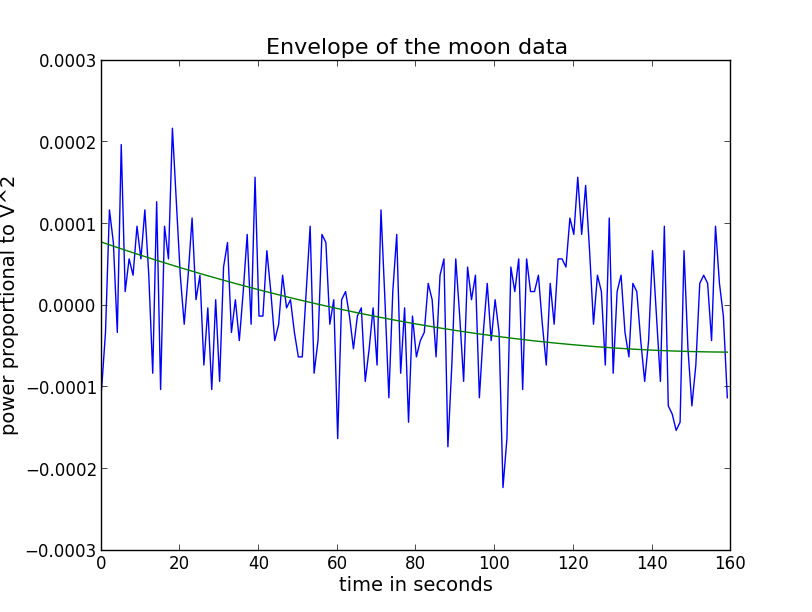 Envelope of the moon data
power proportional to V^2
0.0003
0.0002
0.0001
0.0000
−0.0001
−0.0002
−0.0003
0 20 40 60 80 100 120 140 160
time in seconds